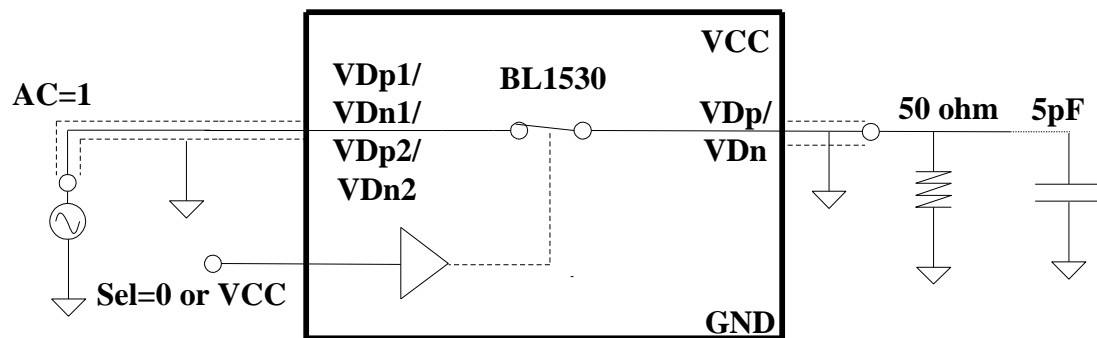 VCC
VDp1/
VDn1/
VDp2/
VDn2
BL1530
AC=1
VDp/
VDn
50 ohm
5pF
Sel=0 or VCC
GND